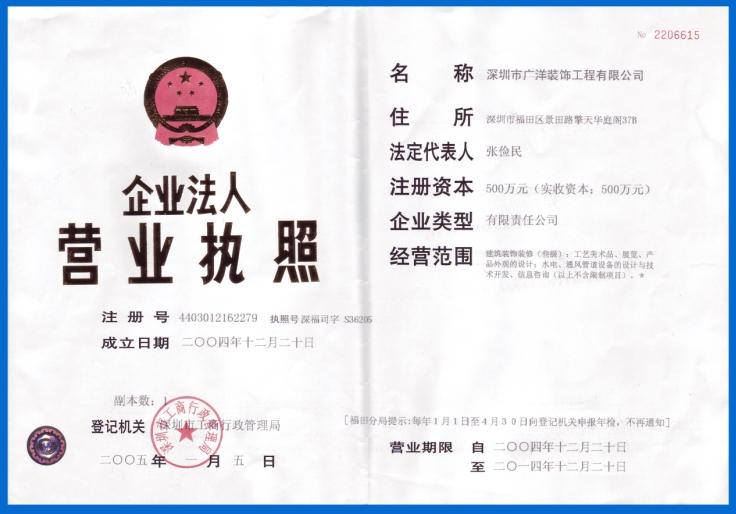 企业法人
营业执照
注 册 号 4403012162279 执照号 深福司字 S36205
成立日期 二〇〇四年十二月二十日
副本数：1
登记机关 深圳市工商行政管理局
深圳市工商行政管理局
二〇〇五 年 一 月 五 日
№ 2206615
名 称 深圳市广洋装饰工程有限公司
住 所 深圳市福田区景田路擎天华庭阁37B
法定代表人 张俭民
注册资本 500万元（实收资本：500万元）
企业类型 有限责任公司
经营范围 建筑装饰装修（叁级）；工艺美术品、展览、产
品外观的设计；水电、通风管道设备的设计与技
术开发、信息咨询（以上不含限制项目）。*
［福田分局提示：每年1月1日至4月30日向登记机关申报年检，不再通知］
营业期限 自 二〇〇四年十二月二十日
至 二〇一四年十二月二十日